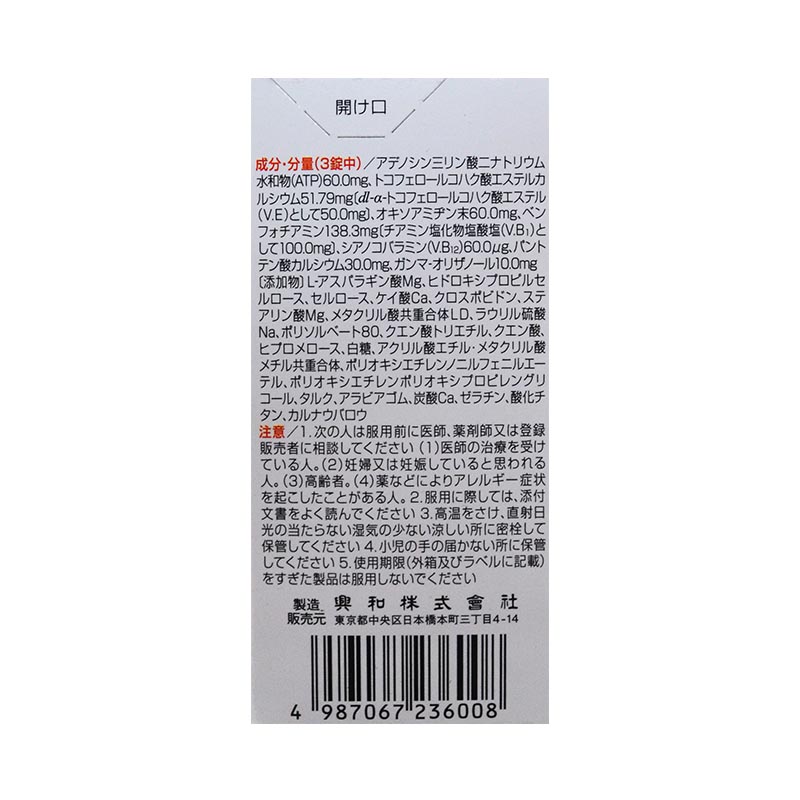 開け口
成分・分量(3錠中)/アデノシン三リン酸二ナトリウム
水和物(ATP)60.0mg、トコフェロールコハク酸エステルカ
ルシウム51.79mg〔dl-α-トコフェロールコハク酸エステル
(V.E)として50.0mg〕、オキソアミヂン末60.0mg、ベン
フォチアミン138.3mg〔チアミン塩化物塩酸塩(V.B₁)と
して100.0mg〕、シアノコバラミン(V.B₁₂)60.0μg、パント
テン酸カルシウム30.0mg、ガンマ-オリザノール10.0mg
〔添加物〕L-アスパラギン酸Mg、ヒドロキシプロピルセ
ルロース、セルロース、ケイ酸Ca、クロスポビドン、ステ
アリン酸Mg、メタクリル酸共重合体LD、ラウリル硫酸
Na、ポリソルベート80、クエン酸トリエチル、クエン酸、
ヒプロメロース、白糖、アクリル酸エチル・メタクリル酸
メチル共重合体、ポリオキシエチレンノニルフェニルエー
テル、ポリオキシエチレンポリオキシプロピレングリ
コール、タルク、アラビアゴム、炭酸Ca、ゼラチン、酸化チ
タン、カルナウバロウ
注意/1.次の人は服用前に医師、薬剤師又は登録
販売者に相談してください (1)医師の治療を受け
ている人。(2)妊婦又は妊娠していると思われる
人。(3)高齢者。(4)薬などによりアレルギー症状
を起こしたことがある人。2.服用に際しては、添付
文書をよく読んでください 3.高温をさけ、直射日
光の当たらない湿気の少ない涼しい所に密栓して
保管してください 4.小児の手の届かない所に保管
してください 5.使用期限(外箱及びラベルに記載)
をすぎた製品は服用しないでください
製造販売元 興和株式會社
東京都中央区日本橋本町三丁目4-14
4 987067 236008